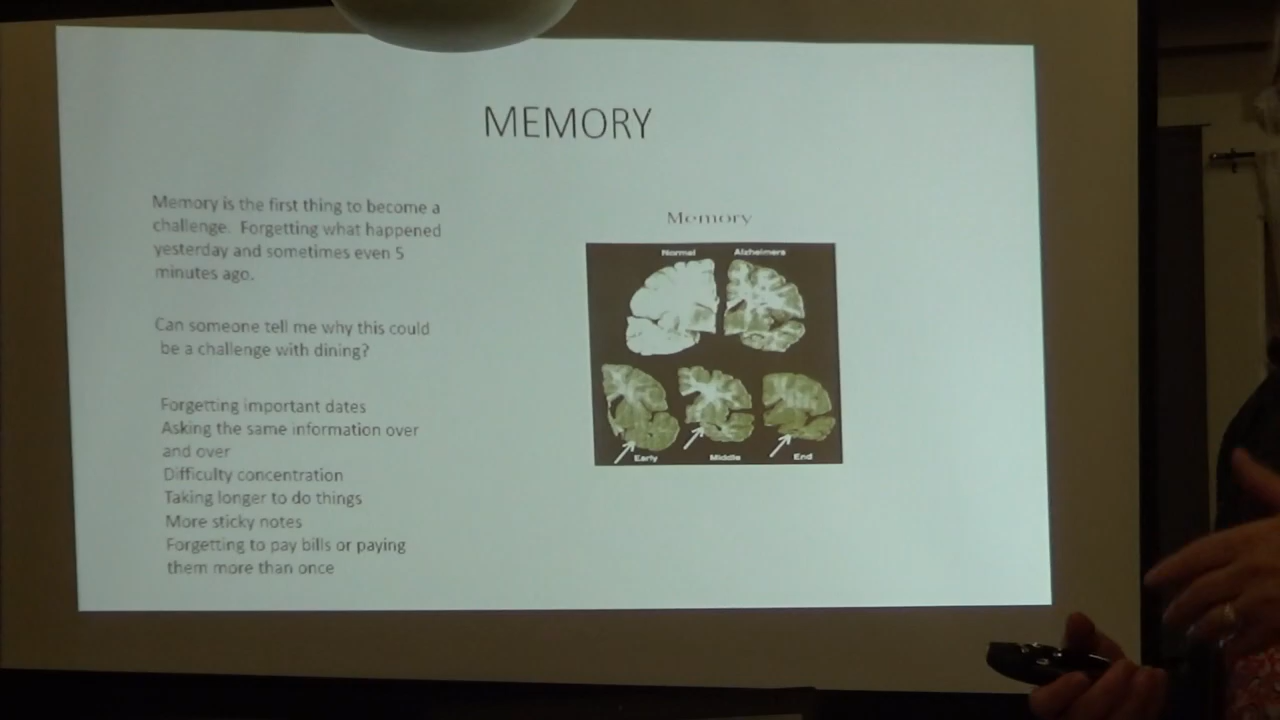 MEMORY
Memory is the first thing to become a
challenge.  Forgetting what happened
yesterday and sometimes even 5
minutes ago.
Can someone tell me why this could
be a challenge with dining?
Forgetting important dates
Asking the same information over
and over
Difficulty concentration
Taking longer to do things
More sticky notes
Forgetting to pay bills or paying
them more than once
Memory
Normal Alzheimers
Early Middle End